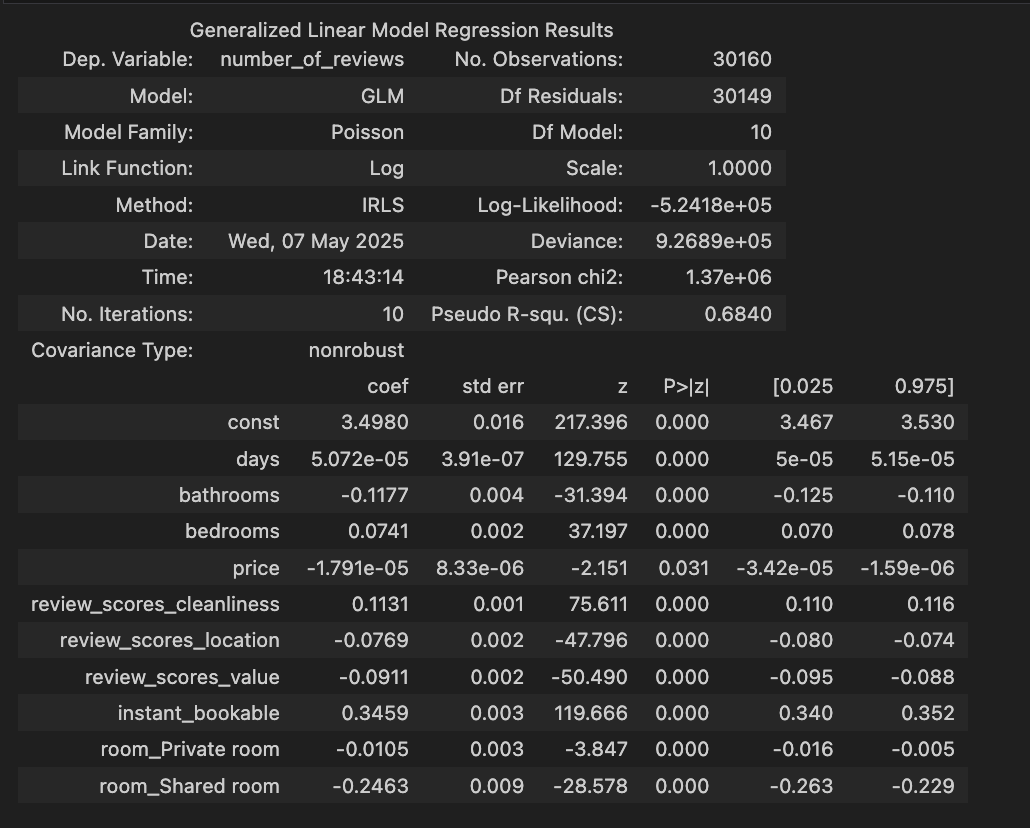 Generalized Linear Model Regression Results
Dep. Variable: number_of_reviews No. Observations: 30160
Model: GLM Df Residuals: 30149
Model Family: Poisson Df Model: 10
Link Function: Log Scale: 1.0000
Method: IRLS Log-Likelihood: -5.2418e+05
Date: Wed, 07 May 2025 Deviance: 9.2689e+05
Time: 18:43:14 Pearson chi2: 1.37e+06
No. Iterations: 10 Pseudo R-squ. (CS): 0.6840
Covariance Type: nonrobust
coef std err z P>|z| [0.025 0.975]
const 3.4980 0.016 217.396 0.000 3.467 3.530
days 5.072e-05 3.91e-07 129.755 0.000 5e-05 5.15e-05
bathrooms -0.1177 0.004 -31.394 0.000 -0.125 -0.110
bedrooms 0.0741 0.002 37.197 0.000 0.070 0.078
price -1.791e-05 8.33e-06 -2.151 0.031 -3.42e-05 -1.59e-06
review_scores_cleanliness 0.1131 0.001 75.611 0.000 0.110 0.116
review_scores_location -0.0769 0.002 -47.796 0.000 -0.080 -0.074
review_scores_value -0.0911 0.002 -50.490 0.000 -0.095 -0.088
instant_bookable 0.3459 0.003 119.666 0.000 0.340 0.352
room_Private room -0.0105 0.003 -3.847 0.000 -0.016 -0.005
room_Shared room -0.2463 0.009 -28.578 0.000 -0.263 -0.229